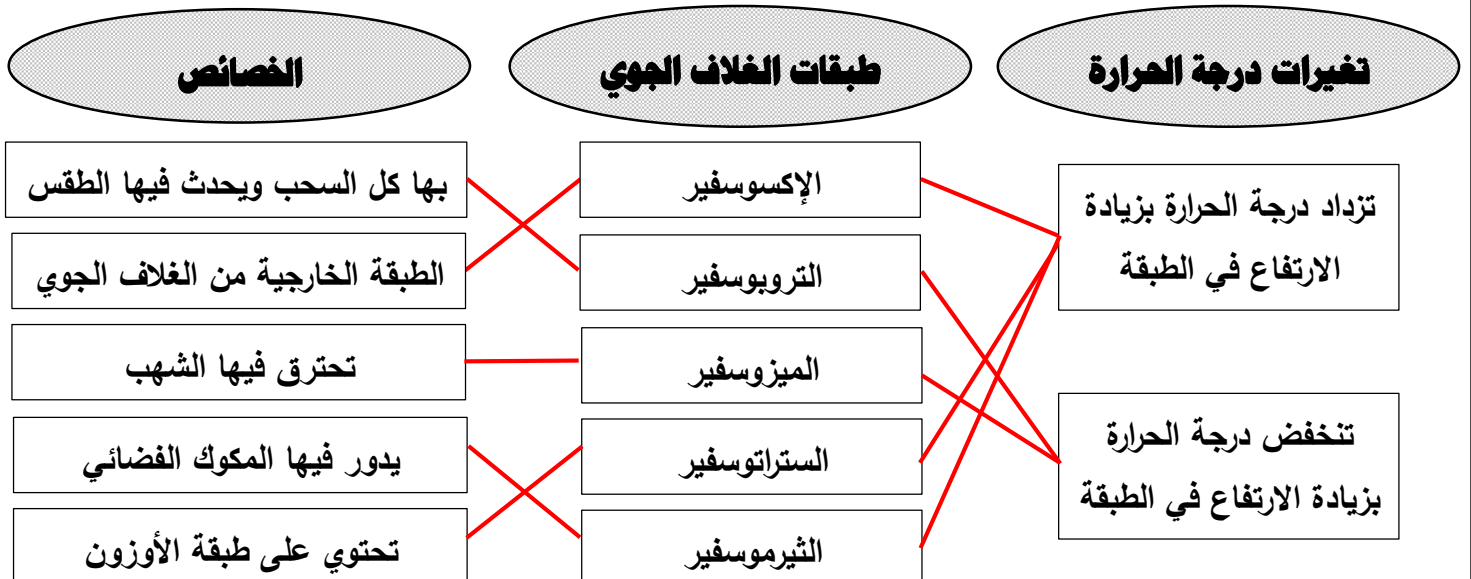 تغيرات درجة الحرارة
طبقات الغلاف الجوي
الخصائص
تزداد درجة الحرارة بزيادة
الارتفاع في الطبقة
تنخفض درجة الحرارة
بزيادة الارتفاع في الطبقة
الإكسوسفير
التروبوسفير
الميزوسفير
الستراتوسفير
الثيرموسفير
بها كل السحب ويحدث فيها الطقس
الطبقة الخارجية من الغلاف الجوي
تحترق فيها الشهب
يدور فيها المكوك الفضائي
تحتوي على طبقة الأوزون